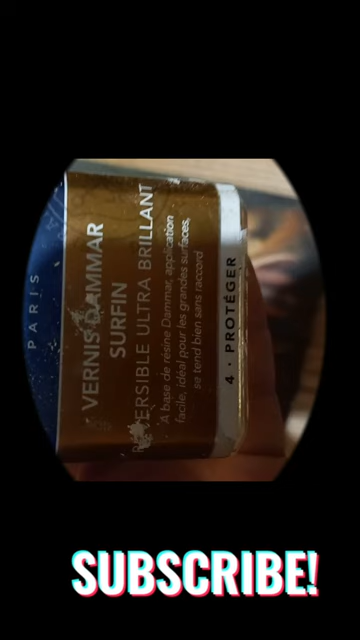 PARIS
VERNIS DAMMAR
SURFIN
RÉVERSIBLE ULTRA BRILLANT
À base de résine Dammar, application
facile, idéal pour les grandes surfaces,
se tend bien sans raccord
4 · PROTÉGER
SUBSCRIBE!